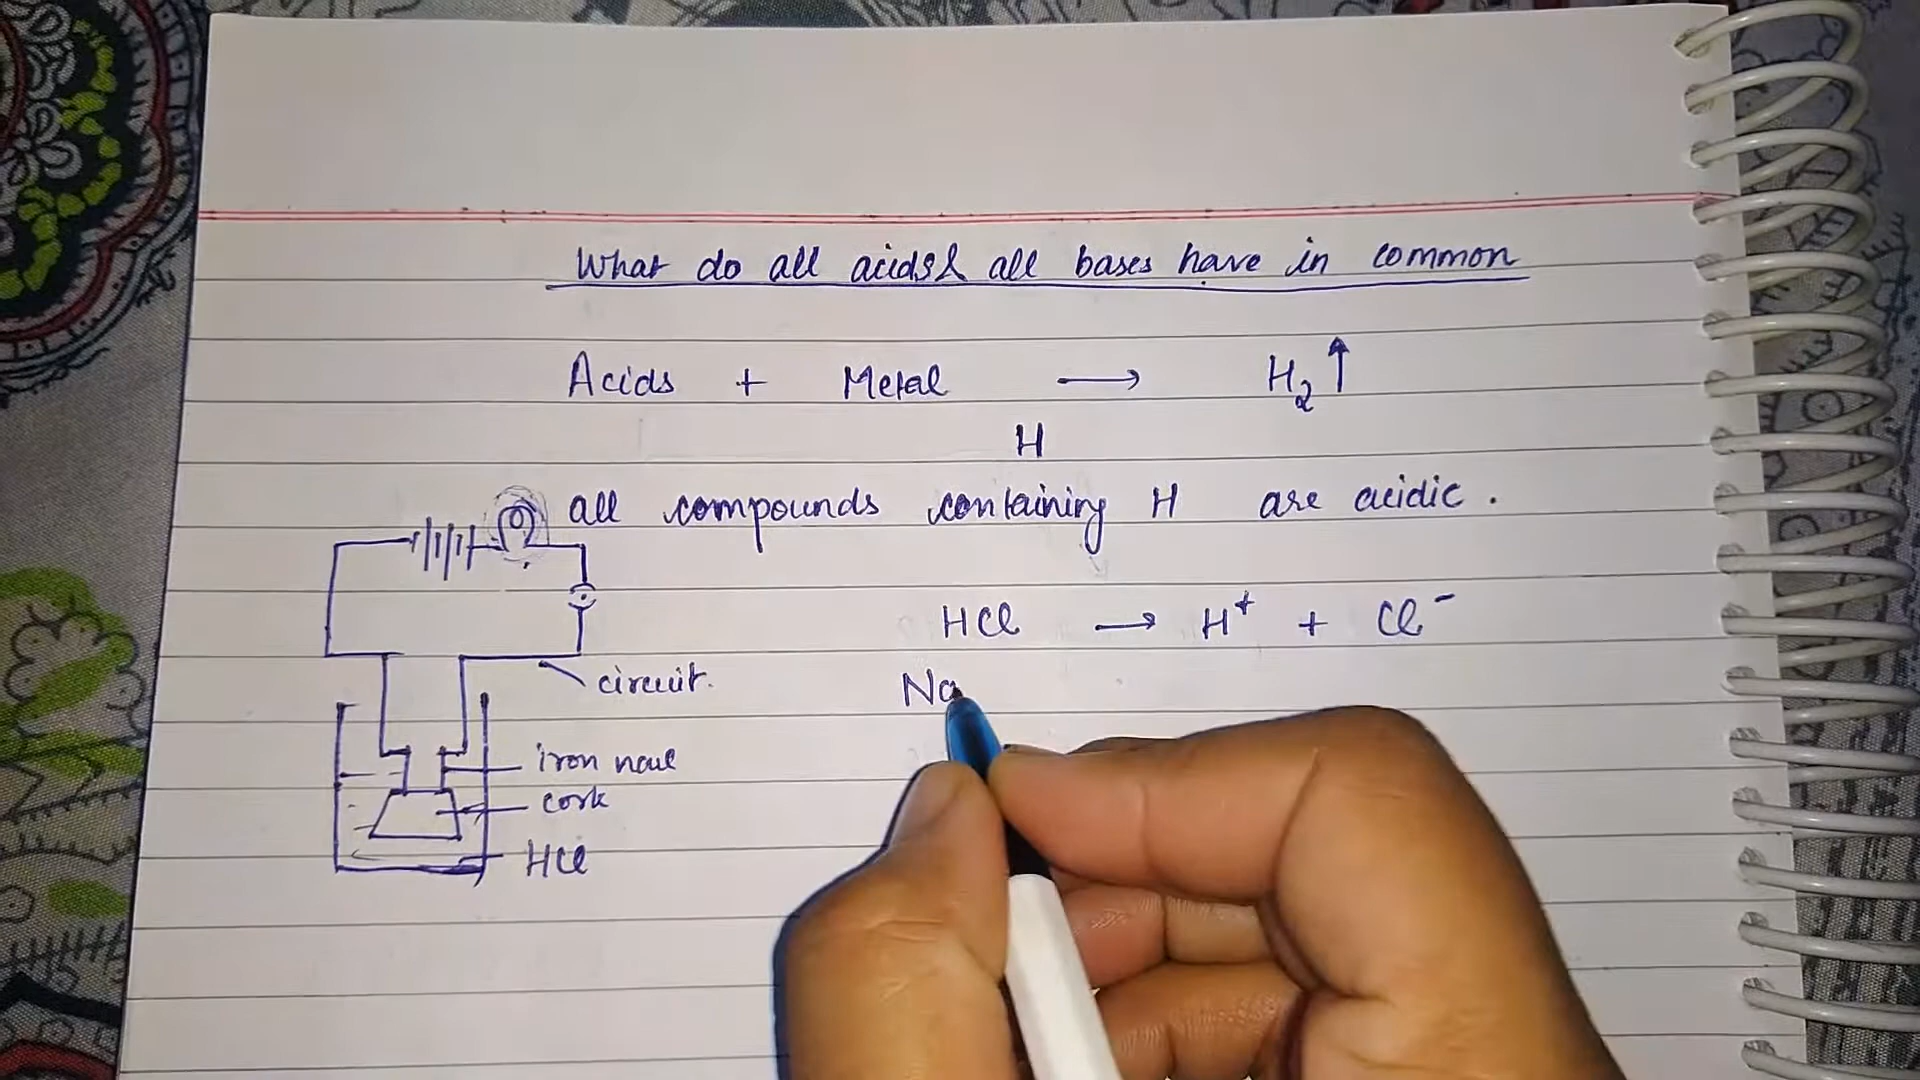 What do all acids & all bases have in common
Acids + Metal → H₂↑
H
all compounds containing H are acidic.
HCl → H⁺ + Cl⁻
circuit.
Na
iron nail
cork
HCl